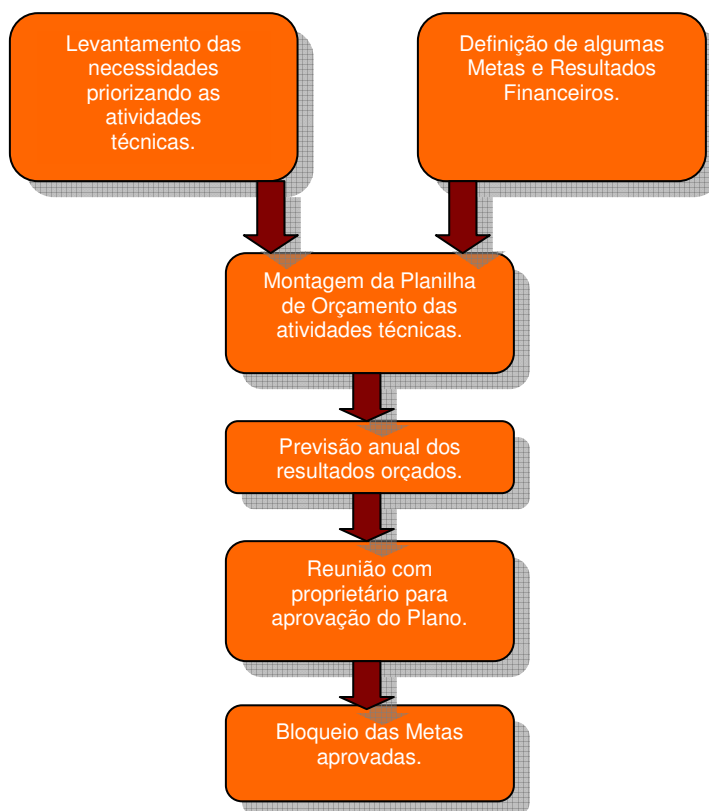 Levantamento das
necessidades
priorizando as
atividades
técnicas.
Definição de algumas
Metas e Resultados
Financeiros.
Montagem da Planilha
de Orçamento das
atividades técnicas.
Previsão anual dos
resultados orçados.
Reunião com
proprietário para
aprovação do Plano.
Bloqueio das Metas
aprovadas.